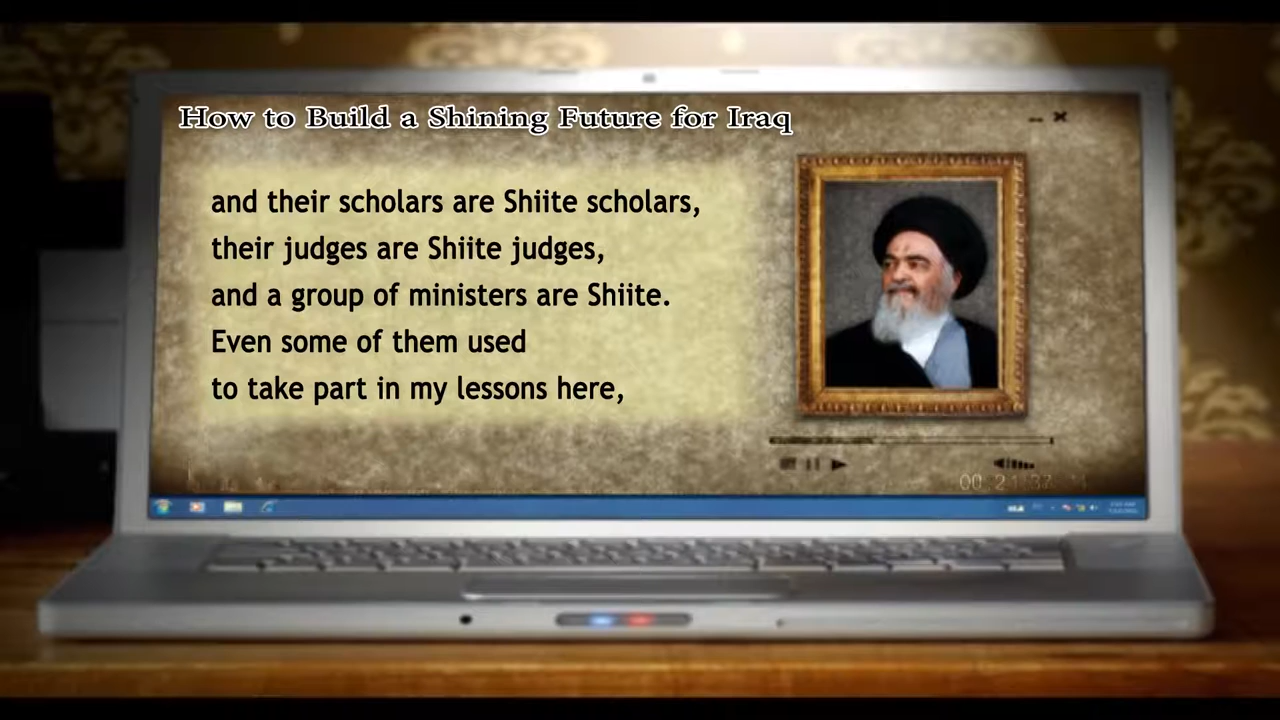 How to Build a Shining Future for Iraq
and their scholars are Shiite scholars,
their judges are Shiite judges,
and a group of ministers are Shiite.
Even some of them used
to take part in my lessons here,